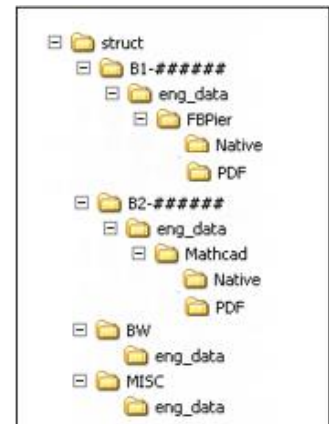 struct
B1-######
eng_data
FBPier
Native
PDF
B2-######
eng_data
Mathcad
Native
PDF
BW
eng_data
MISC
eng_data